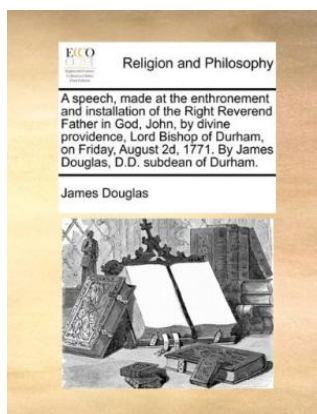 ECCO
Religion and Philosophy
A speech, made at the enthronement
and installation of the Right Reverend
Father in God, John, by divine
providence, Lord Bishop of Durham,
on Friday, August 2d, 1771. By James
Douglas, D.D. subdean of Durham.
James Douglas